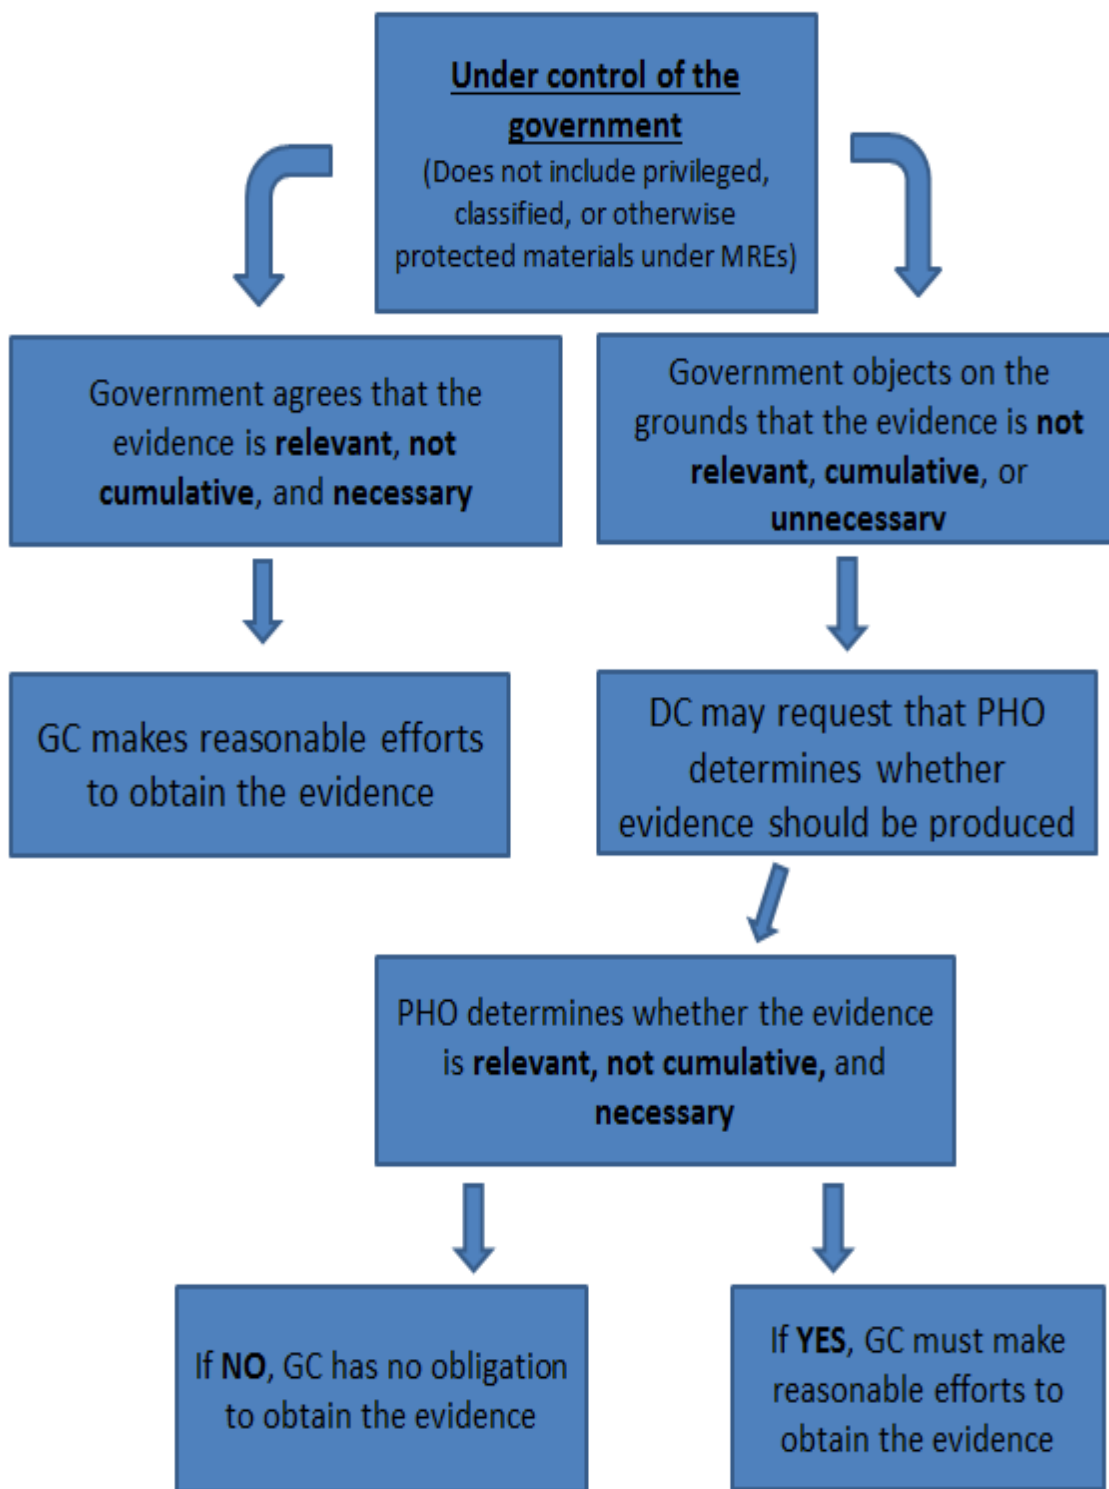 Under control of the
government
(Does not include privileged,
classified, or otherwise
protected materials under MREs)
Government agrees that the
evidence is relevant, not
cumulative, and necessary
Government objects on the
grounds that the evidence is not
relevant, cumulative, or
unnecessary
GC makes reasonable efforts
to obtain the evidence
DC may request that PHO
determines whether
evidence should be produced
PHO determines whether the evidence
is relevant, not cumulative, and
necessary
If NO, GC has no obligation
to obtain the evidence
If YES, GC must make
reasonable efforts to
obtain the evidence